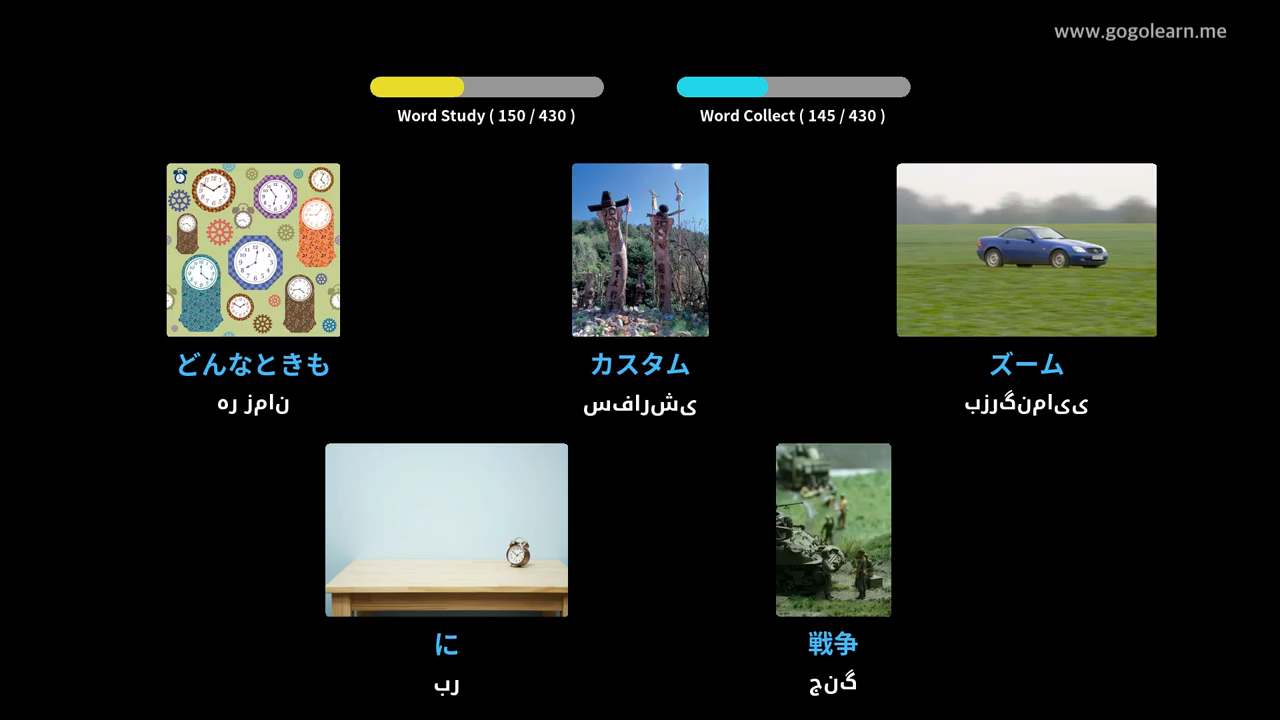 www.gogolearn.me
Word Study ( 150 / 430 )
Word Collect ( 145 / 430 )
どんなときも
هر زمان
カスタム
سفارشی
ズーム
بزرگنمایی
に
بر
戦争
جنگ